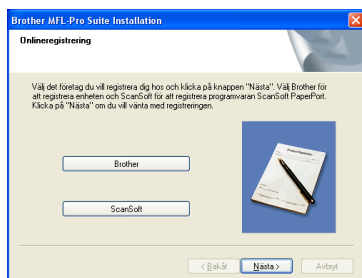 Brother MFL-Pro Suite Installation
Onlineregistrering
Välj det företag du vill registrera dig hos och klicka på knappen "Nästa". Välj Brother för
att registrera enheten och ScanSoft för att registrera programvaran ScanSoft PaperPort.
Klicka på "Nästa" om du vill vänta med registreringen.
Brother
ScanSoft
< Bakåt
Nästa >
Avbryt